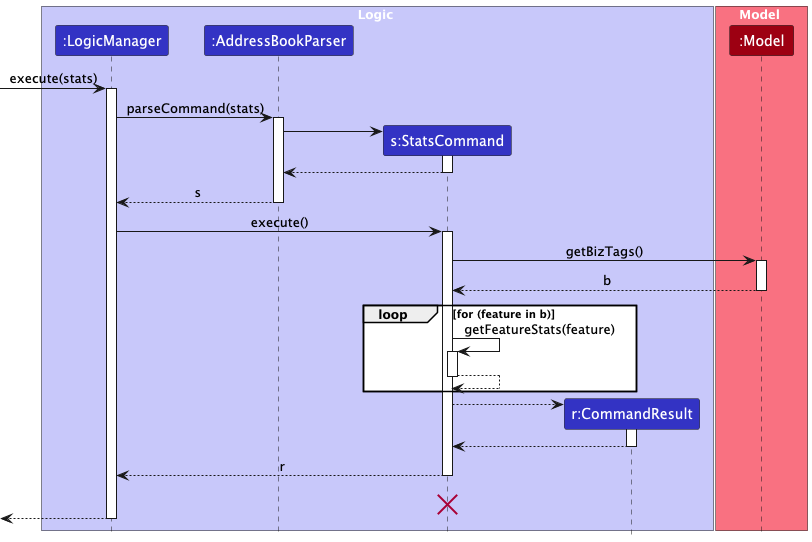 Logic
Model
:LogicManager
:AddressBookParser
:Model
execute(stats)
parseCommand(stats)
s:StatsCommand
s
execute()
getBizTags()
b
loop
[for (feature in b)]
getFeatureStats(feature)
r:CommandResult
r